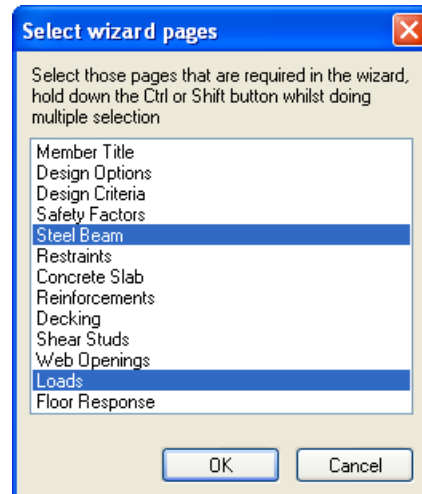 Select wizard pages
Select those pages that are required in the wizard,
hold down the Ctrl or Shift button whilst doing
multiple selection
Member Title
Design Options
Design Criteria
Safety Factors
Steel Beam
Restraints
Concrete Slab
Reinforcements
Decking
Shear Studs
Web Openings
Loads
Floor Response
OK Cancel